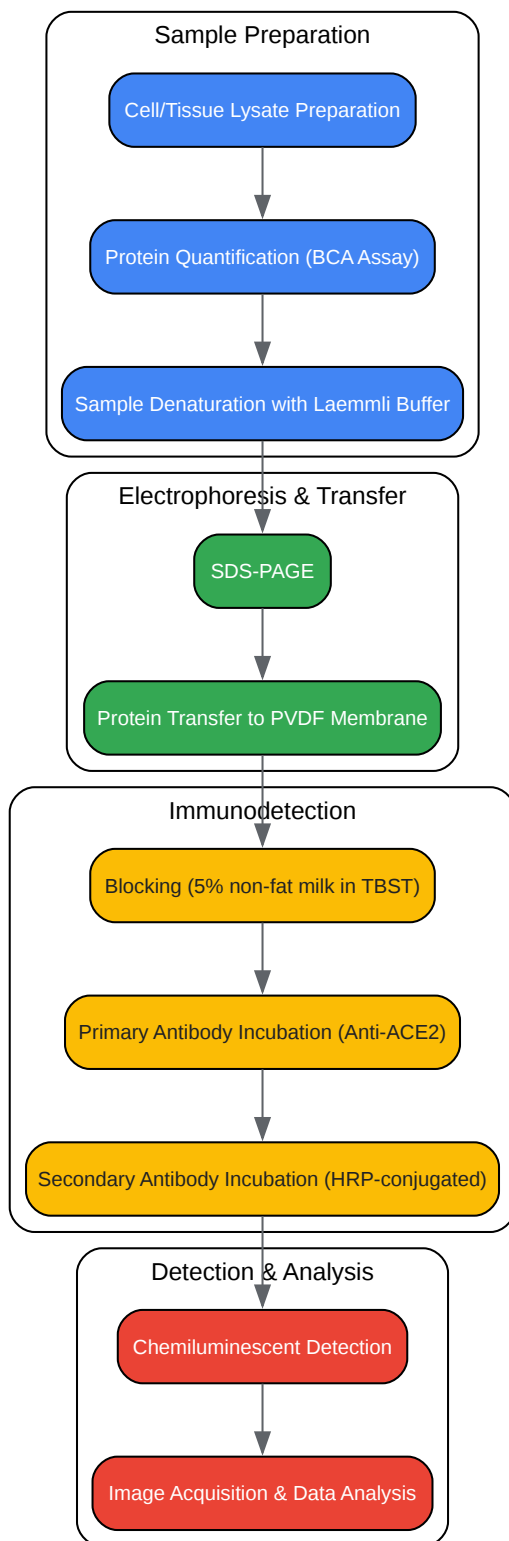 Sample Preparation
Cell/Tissue Lysate Preparation
Protein Quantification (BCA Assay)
Sample Denaturation with Laemmli Buffer
Electrophoresis & Transfer
SDS-PAGE
Protein Transfer to PVDF Membrane
Immunodetection
Blocking (5% non-fat milk in TBST)
Primary Antibody Incubation (Anti-ACE2)
Secondary Antibody Incubation (HRP-conjugated)
Detection & Analysis
Chemiluminescent Detection
Image Acquisition & Data Analysis